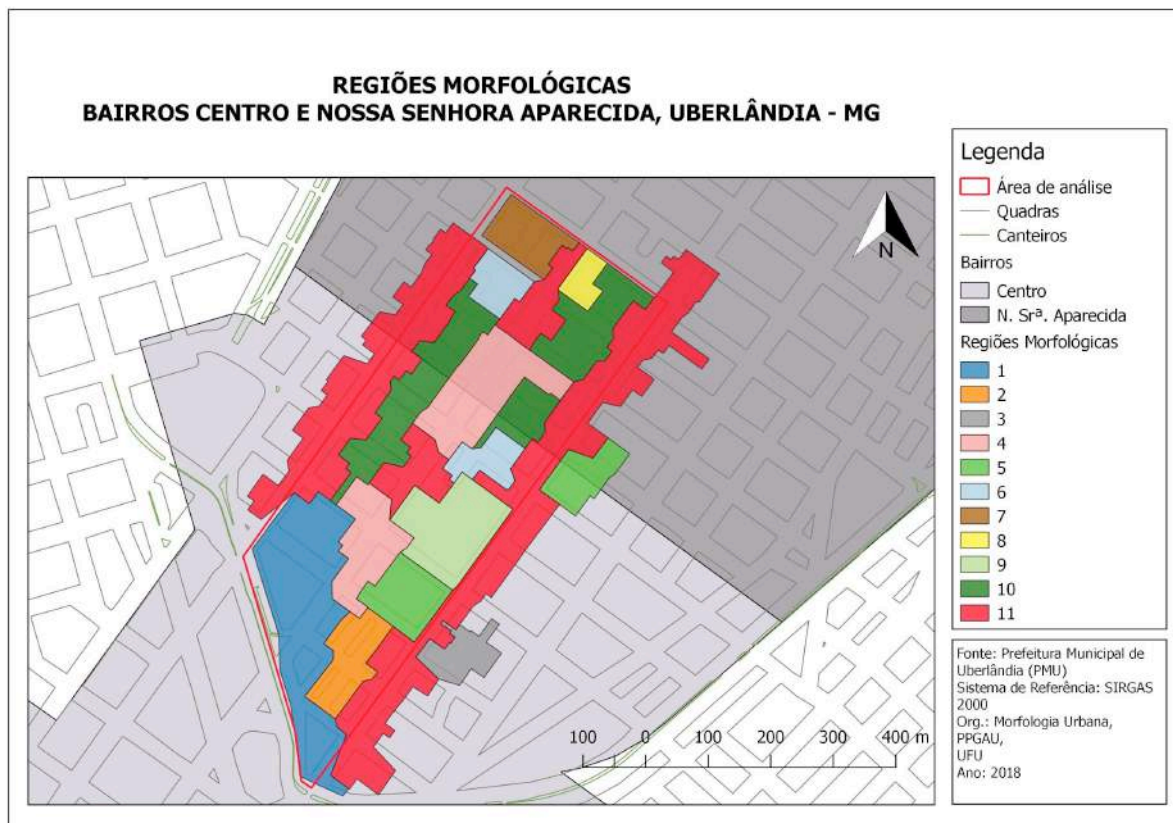 REGIÕES MORFOLÓGICAS
BAIRROS CENTRO E NOSSA SENHORA APARECIDA, UBERLÂNDIA - MG
Legenda
Área de análise
Quadras
Canteiros
Bairros
Centro
N. Srª. Aparecida
Regiões Morfológicas
1
2
3
4
5
6
7
8
9
10
11
N
100 0 100 200 300 400 m
Fonte: Prefeitura Municipal de
Uberlândia (PMU)
Sistema de Referência: SIRGAS
2000
Org.: Morfologia Urbana,
PPGAU,
UFU
Ano: 2018